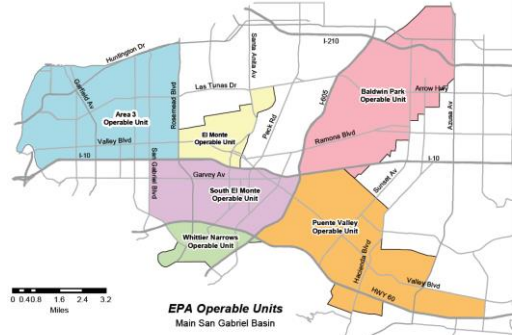 I-210
Huntington Dr
Santa Anita Av
Garfield Av
Rosemead Blvd
Las Tunas Dr
I-605
Baldwin Park
Operable Unit
Arrow Hwy
Azusa Av
Area 3
Operable Unit
El Monte
Operable Unit
Peck Rd
Ramona Blvd
Valley Blvd
I-10
I-10
San Gabriel Blvd
Garvey Av
Sunset Av
South El Monte
Operable Unit
Puente Valley
Operable Unit
Whittier Narrows
Operable Unit
Hacienda Blvd
Valley Blvd
HWY 60
0 0.40.8 1.6 2.4 3.2
Miles
EPA Operable Units
Main San Gabriel Basin